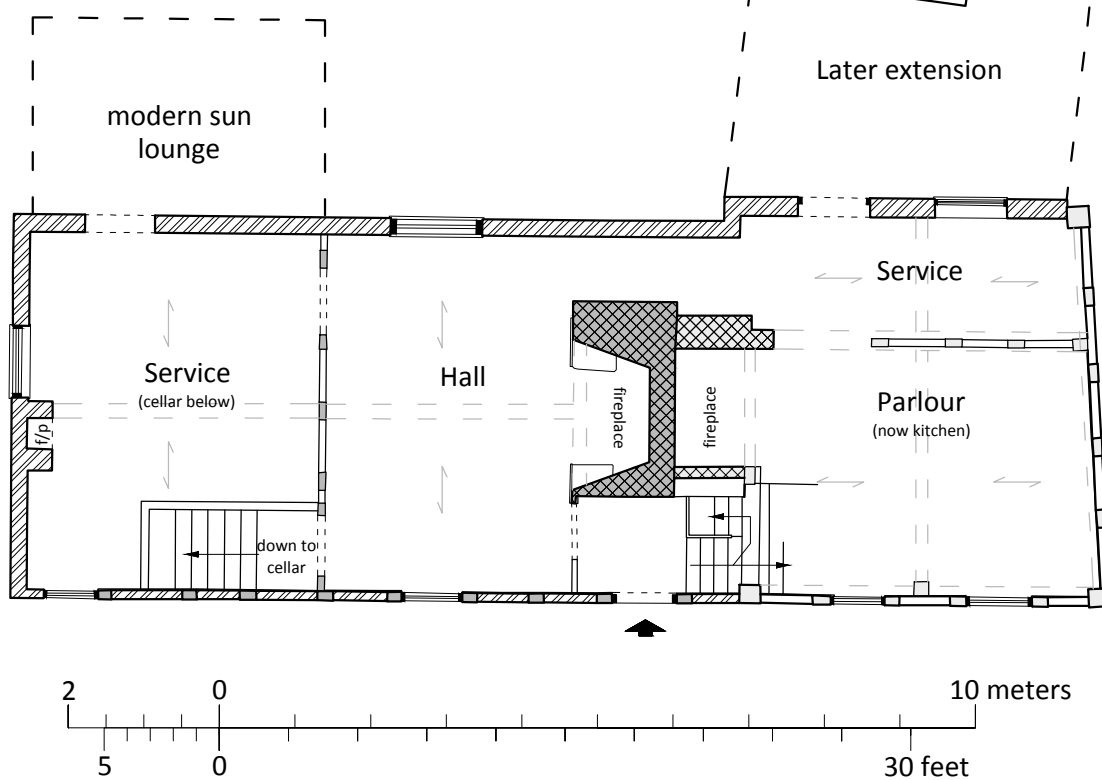 Later extension
modern sun
lounge
Service
Service
(cellar below)
Hall
fireplace
fireplace
Parlour
(now kitchen)
f/p
down to
cellar
2 0 10 meters
5 0 30 feet